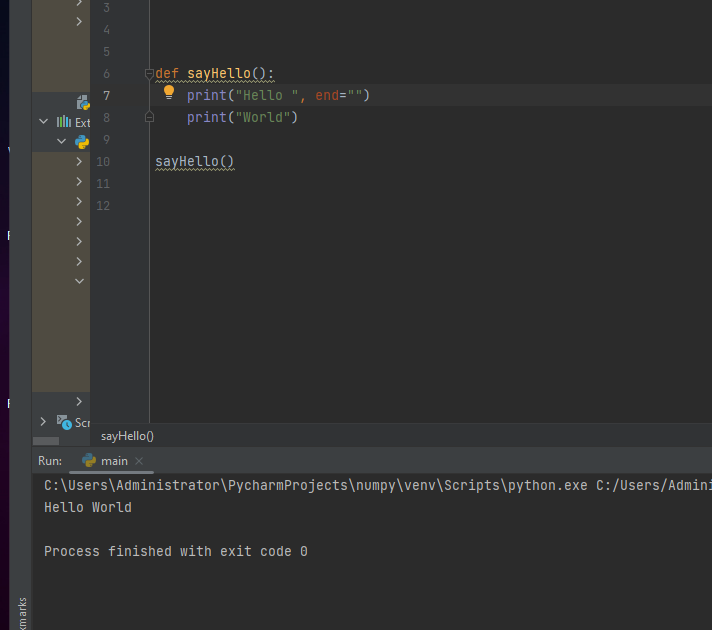 3
4
5
6 def sayHello():
7 print("Hello ", end="")
8 print("World")
9
10 sayHello()
11
12
Ext
Scr
sayHello()
Run: main
C:\Users\Administrator\PycharmProjects\numpy\venv\Scripts\python.exe C:/Users/Admini
Hello World
Process finished with exit code 0
kmarks